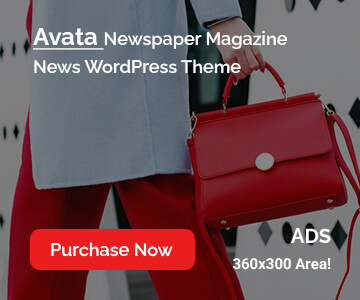 Avata Newspaper Magazine
News WordPress Theme
Purchase Now
ADS
360x300 Area!